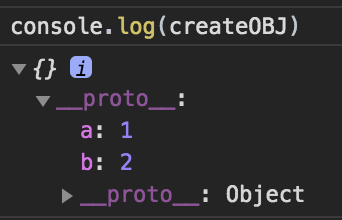 console.log(createOBJ)
▼{} i
▼__proto__:
a: 1
b: 2
▶__proto__: Object